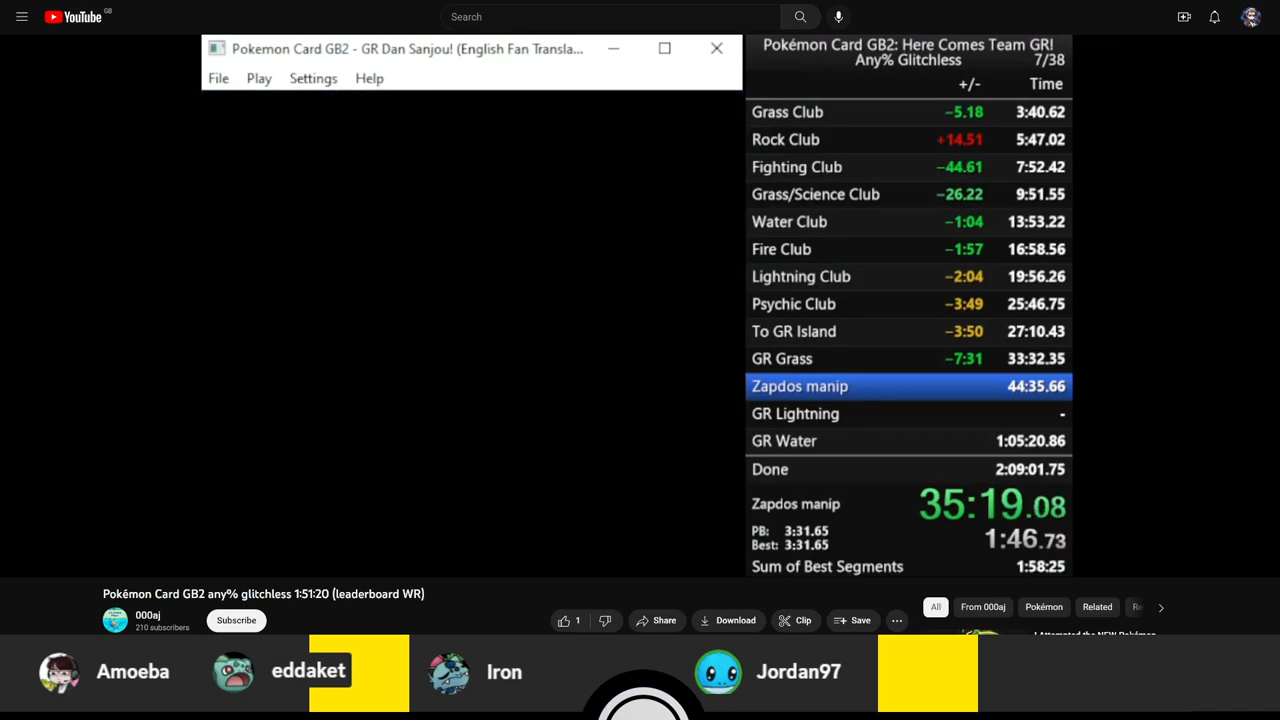 YouTube GB
Search
Pokemon Card GB2 - GR Dan Sanjou! (English Fan Transla...
File Play Settings Help
Pokémon Card GB2: Here Comes Team GR!
Any% Glitchless 7/38
+/- Time
Grass Club −5.18 3:40.62
Rock Club +14.51 5:47.02
Fighting Club −44.61 7:52.42
Grass/Science Club −26.22 9:51.55
Water Club −1:04 13:53.22
Fire Club −1:57 16:58.56
Lightning Club −2:04 19:56.26
Psychic Club −3:49 25:46.75
To GR Island −3:50 27:10.43
GR Grass −7:31 33:32.35
Zapdos manip 44:35.66
GR Lightning -
GR Water 1:05:20.86
Done 2:09:01.75
Zapdos manip 35:19.08
PB: 3:31.65
Best: 3:31.65 1:46.73
Sum of Best Segments 1:58:25
Pokémon Card GB2 any% glitchless 1:51:20 (leaderboard WR)
000aj
210 subscribers
Subscribe
1 Share Download Clip Save
All From 000aj Pokémon Related
I Attempted the NEW Pokémon
Amoeba eddaket Iron Jordan97